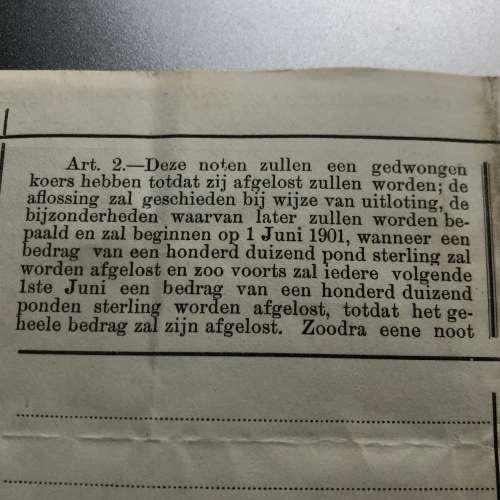 Art. 2.—Deze noten zullen een gedwongen
koers hebben totdat zij afgelost zullen worden; de
aflossing zal geschieden bij wijze van uitloting, de
bijzonderheden waarvan later zullen worden be-
paald en zal beginnen op 1 Juni 1901, wanneer een
bedrag van een honderd duizend pond sterling zal
worden afgelost en zoo voorts zal iedere volgende
1ste Juni een bedrag van een honderd duizend
ponden sterling worden afgelost, totdat het ge-
heele bedrag zal zijn afgelost. Zoodra eene noot